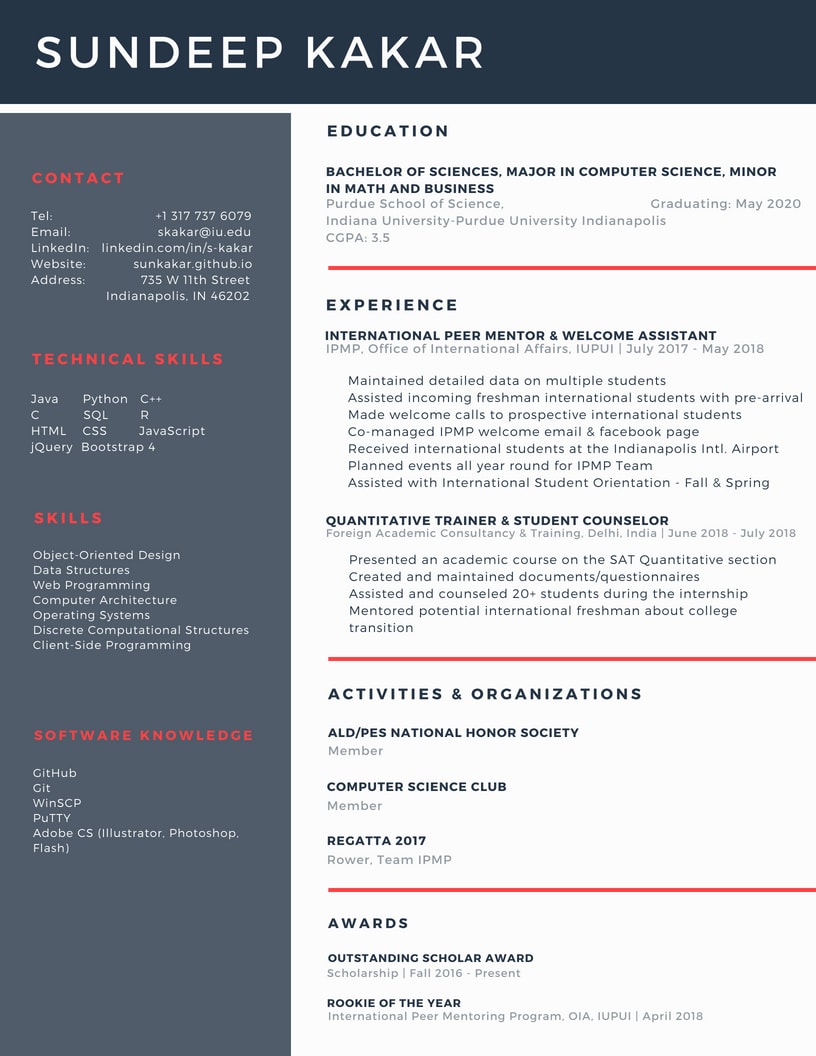 SUNDEEP KAKAR
CONTACT
Tel: +1 317 737 6079
Email: skakar@iu.edu
LinkedIn: linkedin.com/in/s-kakar
Website: sunkakar.github.io
Address: 735 W 11th Street
Indianapolis, IN 46202
TECHNICAL SKILLS
Java Python C++
C SQL R
HTML CSS JavaScript
jQuery Bootstrap 4
SKILLS
Object-Oriented Design
Data Structures
Web Programming
Computer Architecture
Operating Systems
Discrete Computational Structures
Client-Side Programming
SOFTWARE KNOWLEDGE
GitHub
Git
WinSCP
PuTTY
Adobe CS (Illustrator, Photoshop,
Flash)
EDUCATION
BACHELOR OF SCIENCES, MAJOR IN COMPUTER SCIENCE, MINOR
IN MATH AND BUSINESS
Purdue School of Science, Graduating: May 2020
Indiana University-Purdue University Indianapolis
CGPA: 3.5
EXPERIENCE
INTERNATIONAL PEER MENTOR & WELCOME ASSISTANT
IPMP, Office of International Affairs, IUPUI | July 2017 - May 2018
Maintained detailed data on multiple students
Assisted incoming freshman international students with pre-arrival
Made welcome calls to prospective international students
Co-managed IPMP welcome email & facebook page
Received international students at the Indianapolis Intl. Airport
Planned events all year round for IPMP Team
Assisted with International Student Orientation - Fall & Spring
QUANTITATIVE TRAINER & STUDENT COUNSELOR
Foreign Academic Consultancy & Training, Delhi, India | June 2018 - July 2018
Presented an academic course on the SAT Quantitative section
Created and maintained documents/questionnaires
Assisted and counseled 20+ students during the internship
Mentored potential international freshman about college
transition
ACTIVITIES & ORGANIZATIONS
ALD/PES NATIONAL HONOR SOCIETY
Member
COMPUTER SCIENCE CLUB
Member
REGATTA 2017
Rower, Team IPMP
AWARDS
OUTSTANDING SCHOLAR AWARD
Scholarship | Fall 2016 - Present
ROOKIE OF THE YEAR
International Peer Mentoring Program, OIA, IUPUI | April 2018